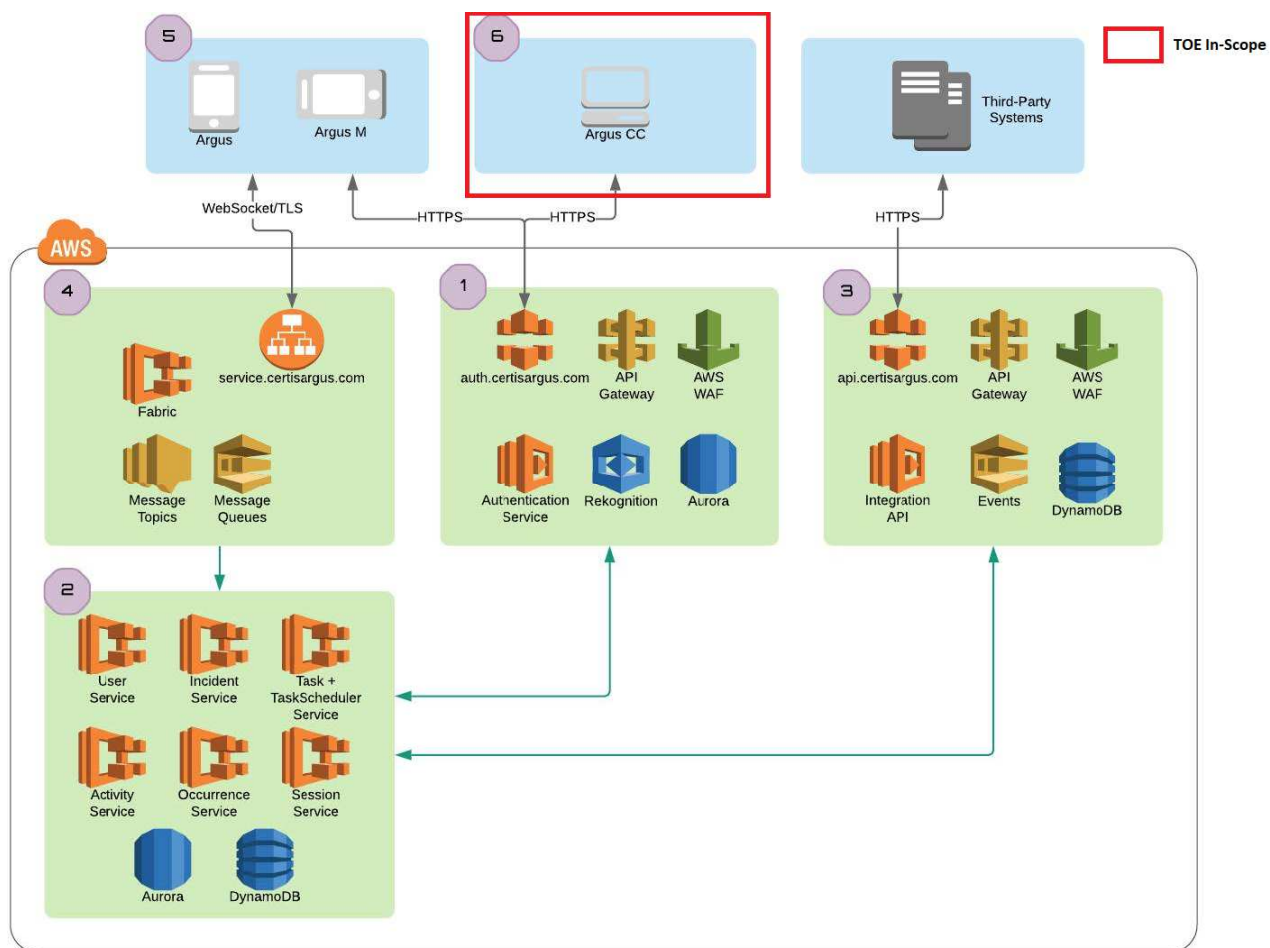 5
6
TOE In-Scope
Argus
Argus M
Argus CC
Third-Party
Systems
WebSocket/TLS
HTTPS
HTTPS
HTTPS
AWS
4
1
3
service.certisargus.com
Fabric
Message
Topics
Message
Queues
auth.certisargus.com
API
Gateway
AWS
WAF
Authentication
Service
Rekognition
Aurora
api.certisargus.com
API
Gateway
AWS
WAF
Integration
API
Events
DynamoDB
2
User
Service
Incident
Service
Task +
TaskScheduler
Service
Activity
Service
Occurrence
Service
Session
Service
Aurora
DynamoDB